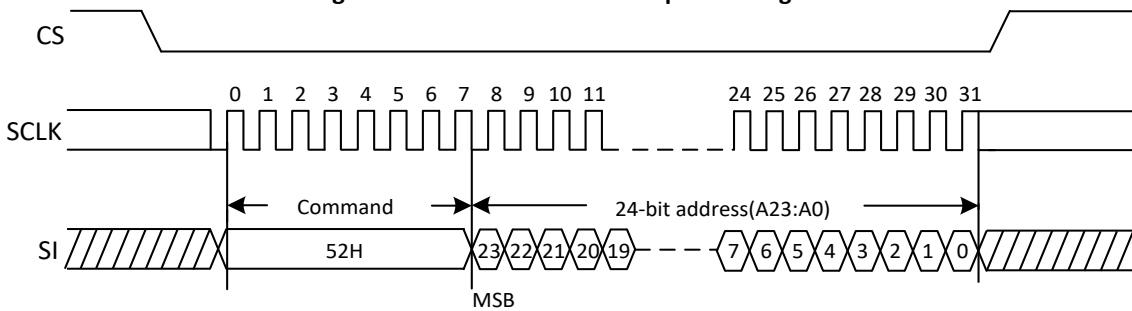 CS
0 1 2 3 4 5 6 7 8 9 10 11 24 25 26 27 28 29 30 31
SCLK
Command 24-bit address(A23:A0)
SI 52H 23 22 21 20 19 7 6 5 4 3 2 1 0
MSB